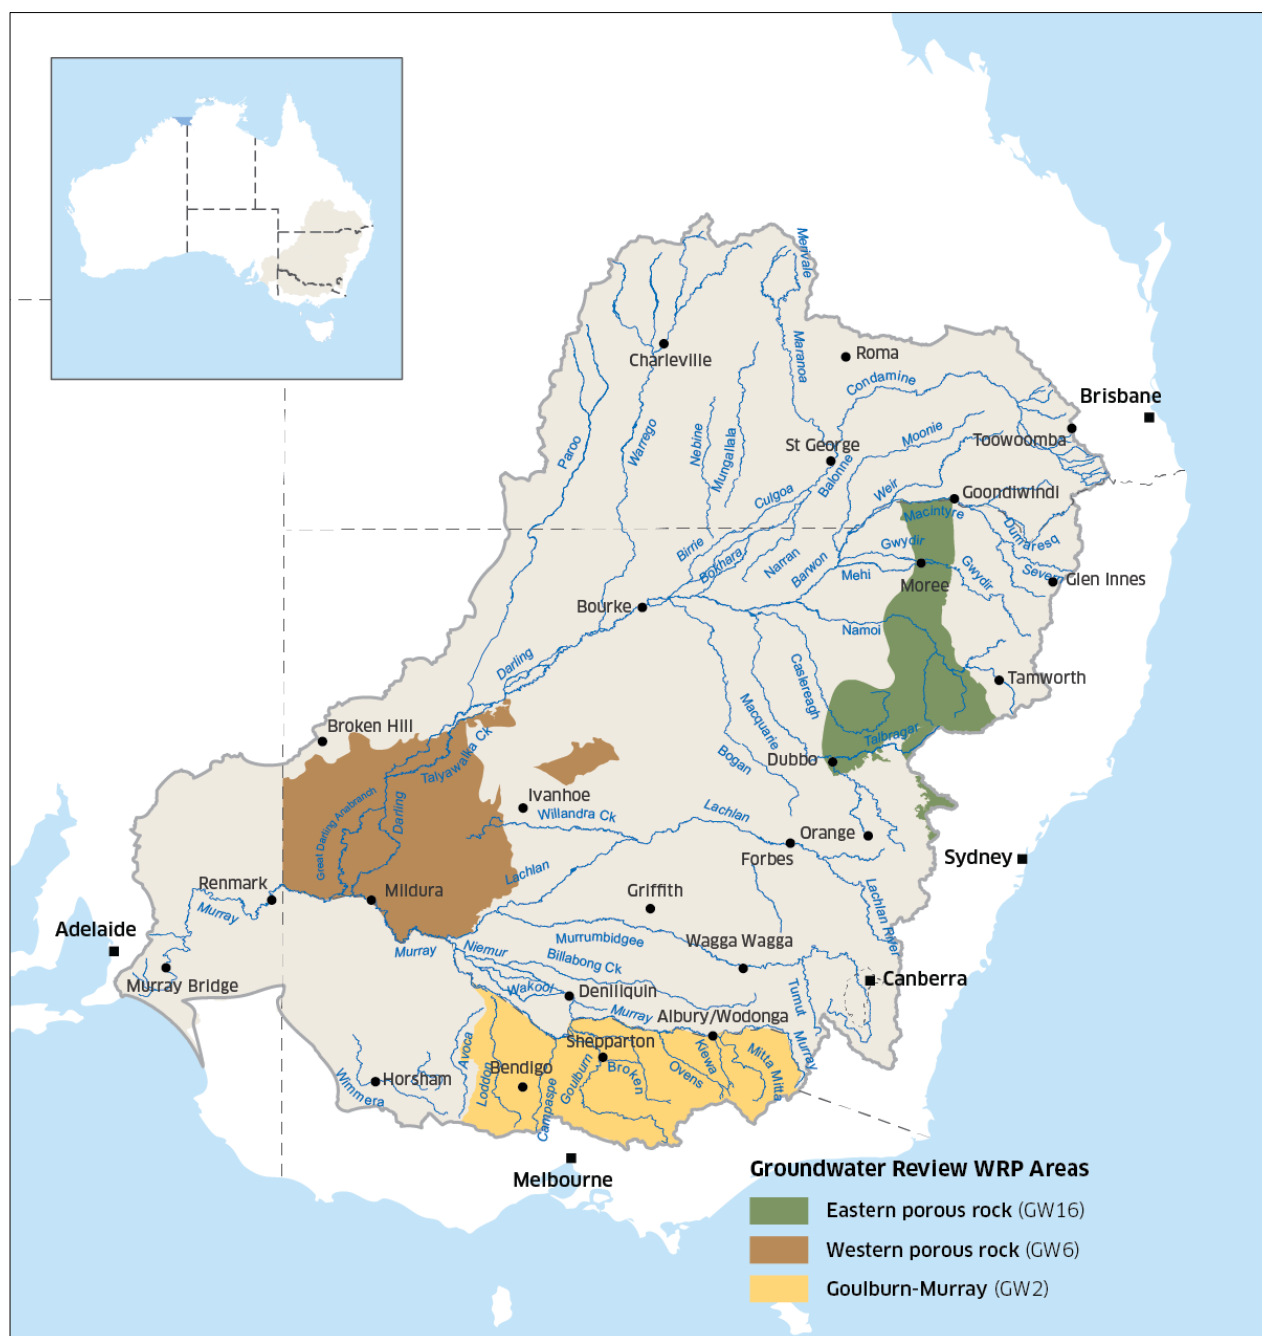 Merivale
Maranoa
Charleville
Roma
Condamine
Brisbane
Paroo
Warrego
Nebine
Mungallala
St George
Balonne
Moonie
Toowoomba
Culgoa
Weir
Goondiwindi
Macintyre
Dumaresq
Birrie
Bokhara
Narran
Barwon
Gwydir
Mehi
Moree
Gwydir
Severn
Glen Innes
Bourke
Namoi
Darling
Castlereagh
Tamworth
Broken Hill
Talyawalka Ck
Macquarie
Bogan
Talbragar
Dubbo
Great Darling Anabranch
Darling
Ivanhoe
Willandra Ck
Lachlan
Orange
Forbes
Sydney
Lachlan
Renmark
Mildura
Griffith
Lachlan River
Murray
Adelaide
Murray
Niemur
Murrumbidgee
Wagga Wagga
Billabong Ck
Canberra
Murray Bridge
Wakool
Deniliquin
Tumut
Murray
Albury/Wodonga
Murray
Avoca
Shepparton
Kiewa
Mitta Mitta
Horsham
Wimmera
Loddon
Bendigo
Campaspe
Goulburn
Broken
Ovens
Melbourne
Groundwater Review WRP Areas
Eastern porous rock (GW16)
Western porous rock (GW6)
Goulburn-Murray (GW2)